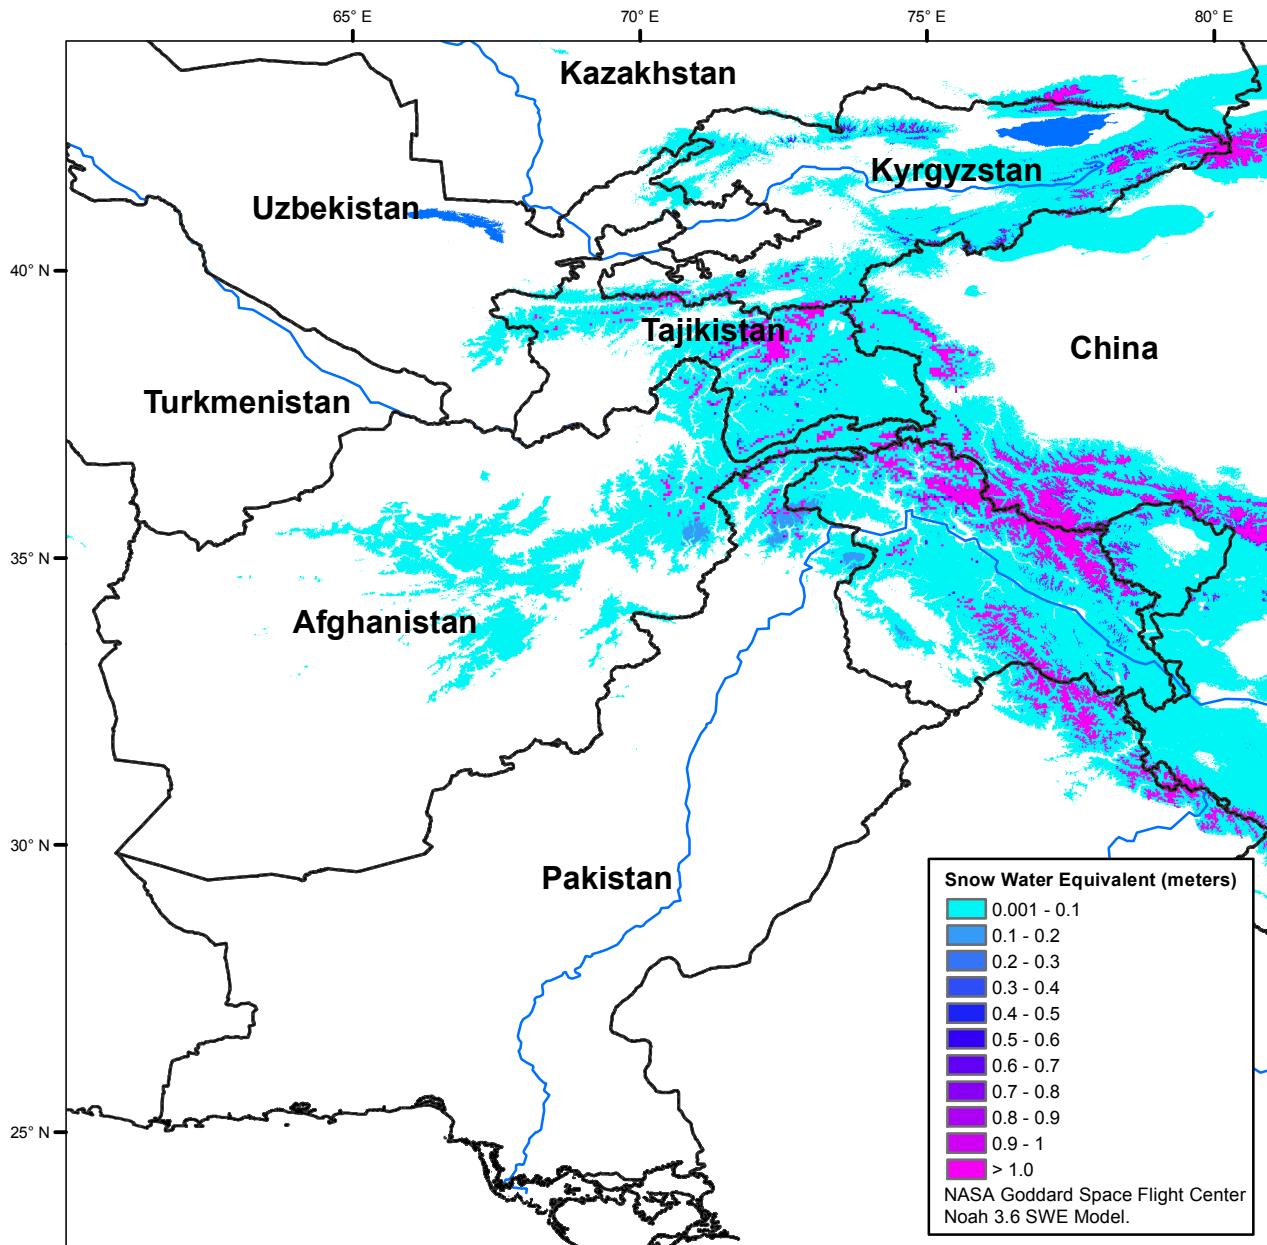 65° E
70° E
75° E
80° E
Kazakhstan
Kyrgyzstan
Uzbekistan
40° N
Tajikistan
China
Turkmenistan
35° N
Afghanistan
30° N
Pakistan
25° N
Snow Water Equivalent (meters)
0.001 - 0.1
0.1 - 0.2
0.2 - 0.3
0.3 - 0.4
0.4 - 0.5
0.5 - 0.6
0.6 - 0.7
0.7 - 0.8
0.8 - 0.9
0.9 - 1
> 1.0
NASA Goddard Space Flight Center
Noah 3.6 SWE Model.